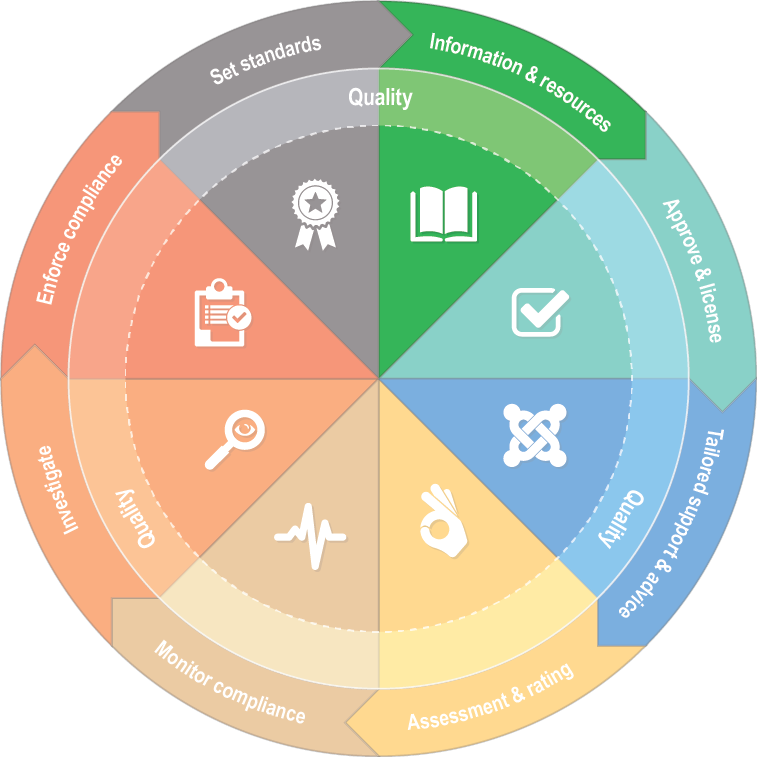 Set standards
Information & resources
Approve & license
Tailored support & advice
Assessment & rating
Monitor compliance
Investigate
Enforce compliance
Quality
Quality
Quality